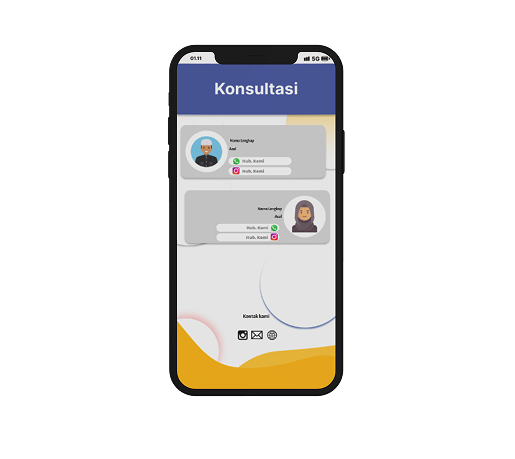 01.11
5G
Konsultasi
Nama lengkap
Asal
Hub. Kami
Hub. Kami
Nama lengkap
Asal
Hub. Kami
Hub. Kami
Kontak kami